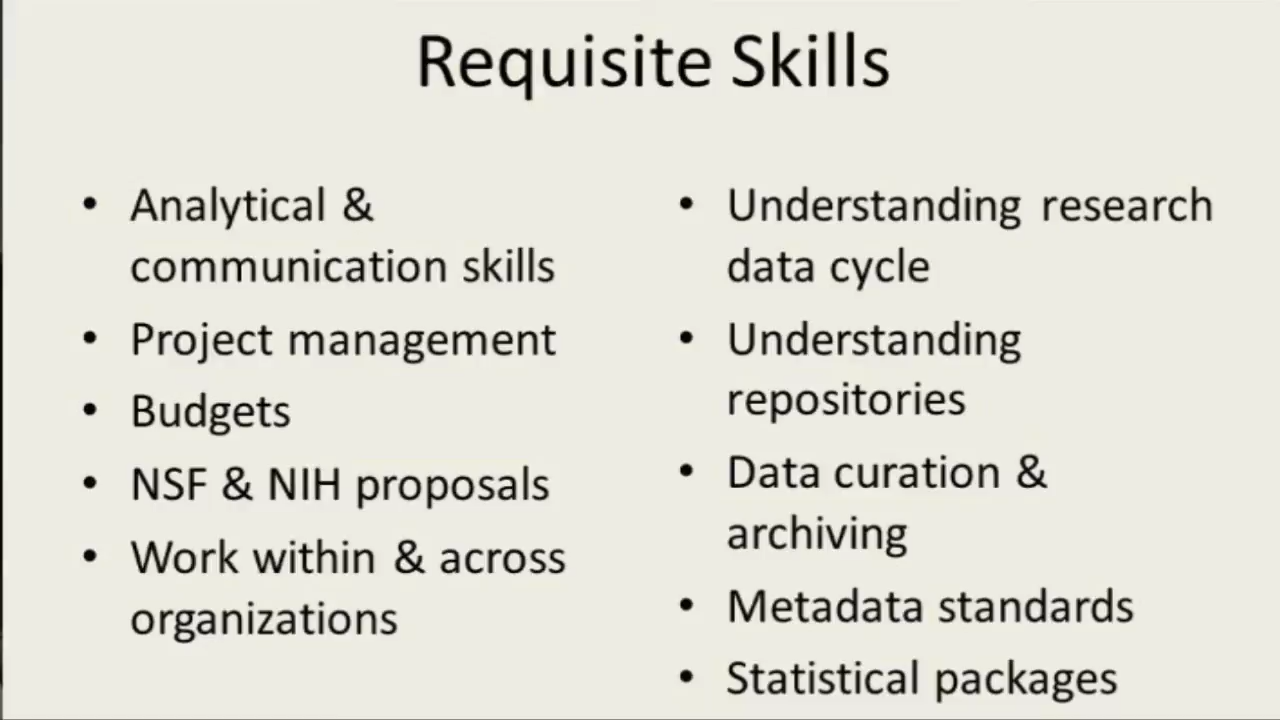 Requisite Skills
• Analytical &
communication skills
• Project management
• Budgets
• NSF & NIH proposals
• Work within & across
organizations
• Understanding research
data cycle
• Understanding
repositories
• Data curation &
archiving
• Metadata standards
• Statistical packages